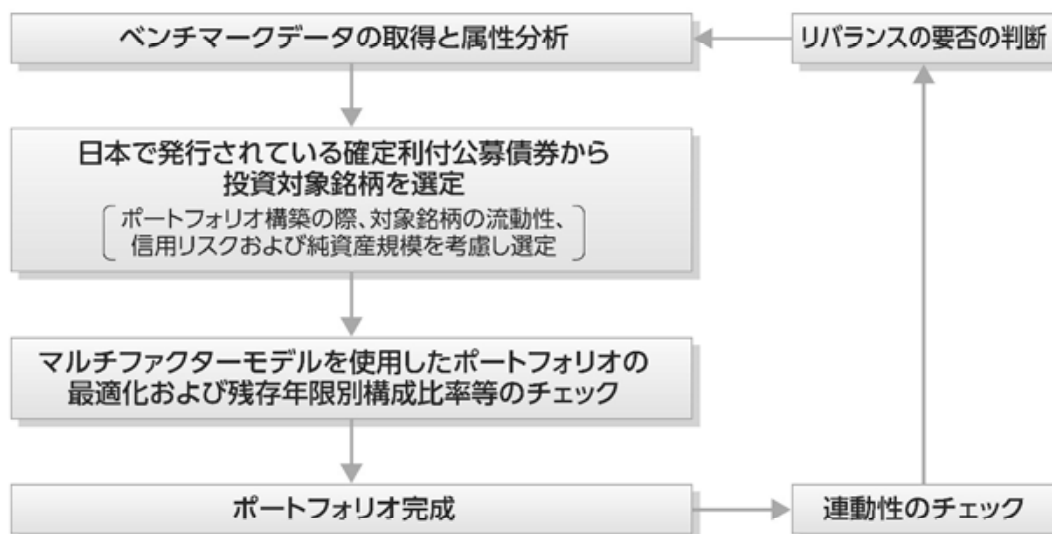 ベンチマークデータの取得と属性分析
リバランスの要否の判断
日本で発行されている確定利付公募債券から
投資対象銘柄を選定
ポートフォリオ構築の際、対象銘柄の流動性、
信用リスクおよび純資産規模を考慮し選定
マルチファクターモデルを使用したポートフォリオの
最適化および残存年限別構成比率等のチェック
ポートフォリオ完成
連動性のチェック